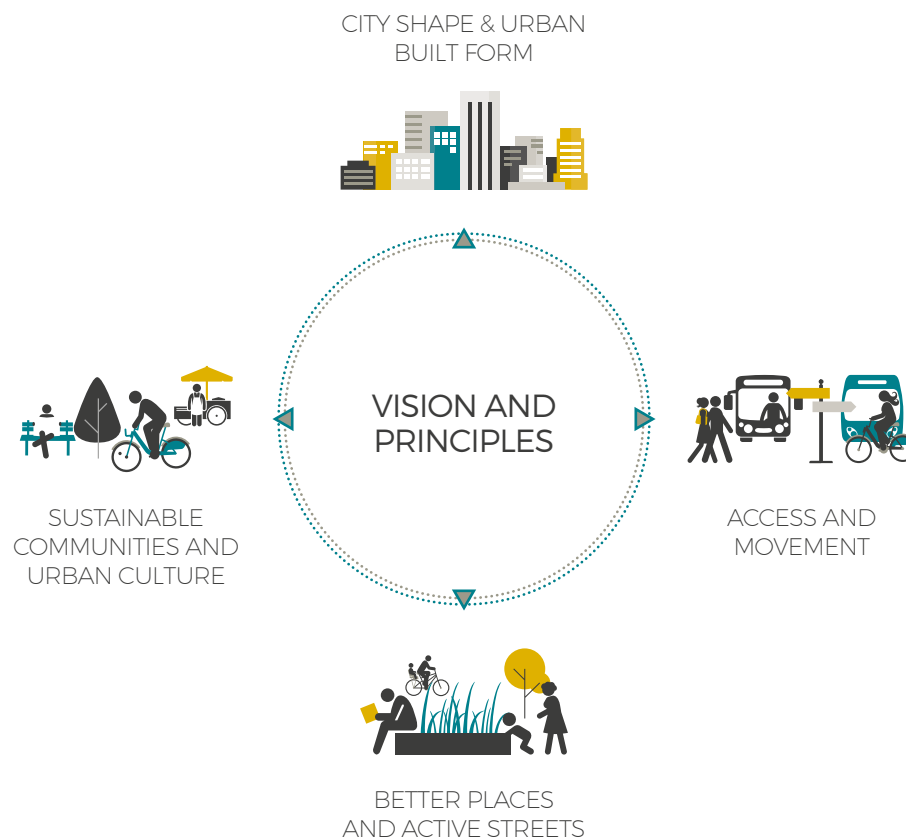 CITY SHAPE & URBAN
BUILT FORM
VISION AND
PRINCIPLES
SUSTAINABLE
COMMUNITIES AND
URBAN CULTURE
ACCESS AND
MOVEMENT
BETTER PLACES
AND ACTIVE STREETS